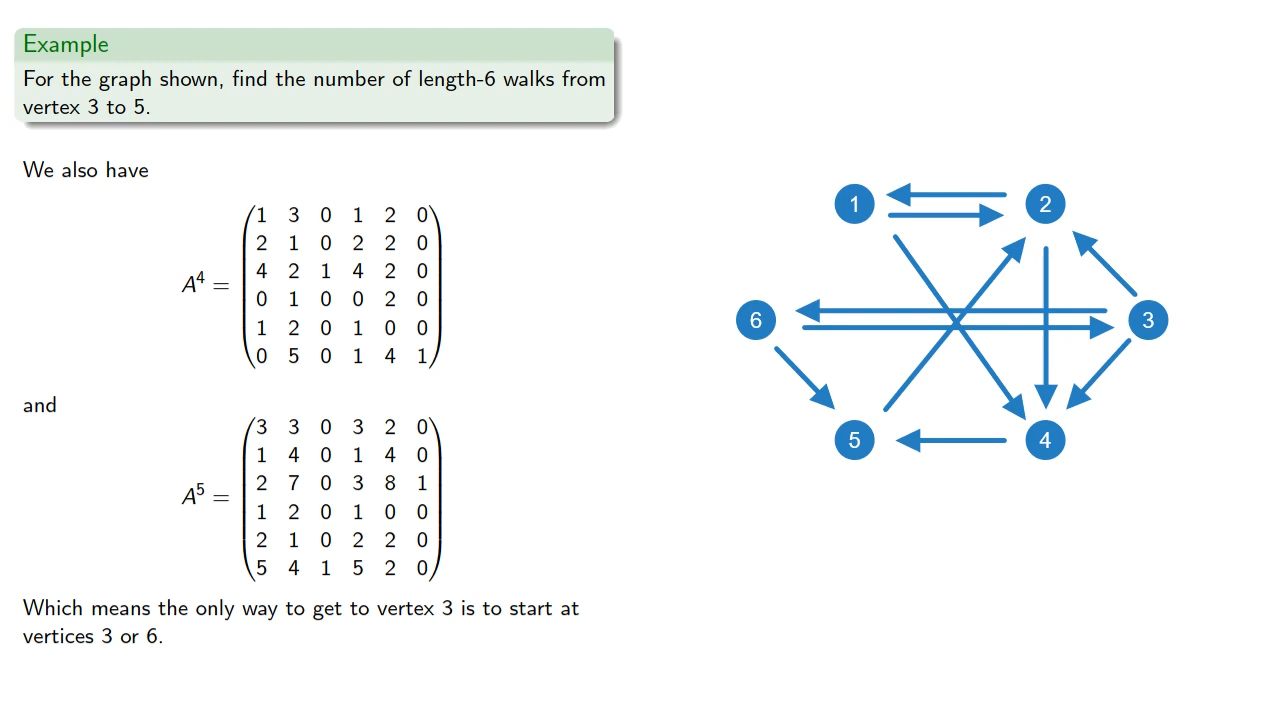 Example
For the graph shown, find the number of length-6 walks from
vertex 3 to 5.
We also have
A⁴ =
1 3 0 1 2 0
2 1 0 2 2 0
4 2 1 4 2 0
0 1 0 0 2 0
1 2 0 1 0 0
0 5 0 1 4 1
and
A⁵ =
3 3 0 3 2 0
1 4 0 1 4 0
2 7 0 3 8 1
1 2 0 1 0 0
2 1 0 2 2 0
5 4 1 5 2 0
Which means the only way to get to vertex 3 is to start at
vertices 3 or 6.
1 2
6 3
5 4